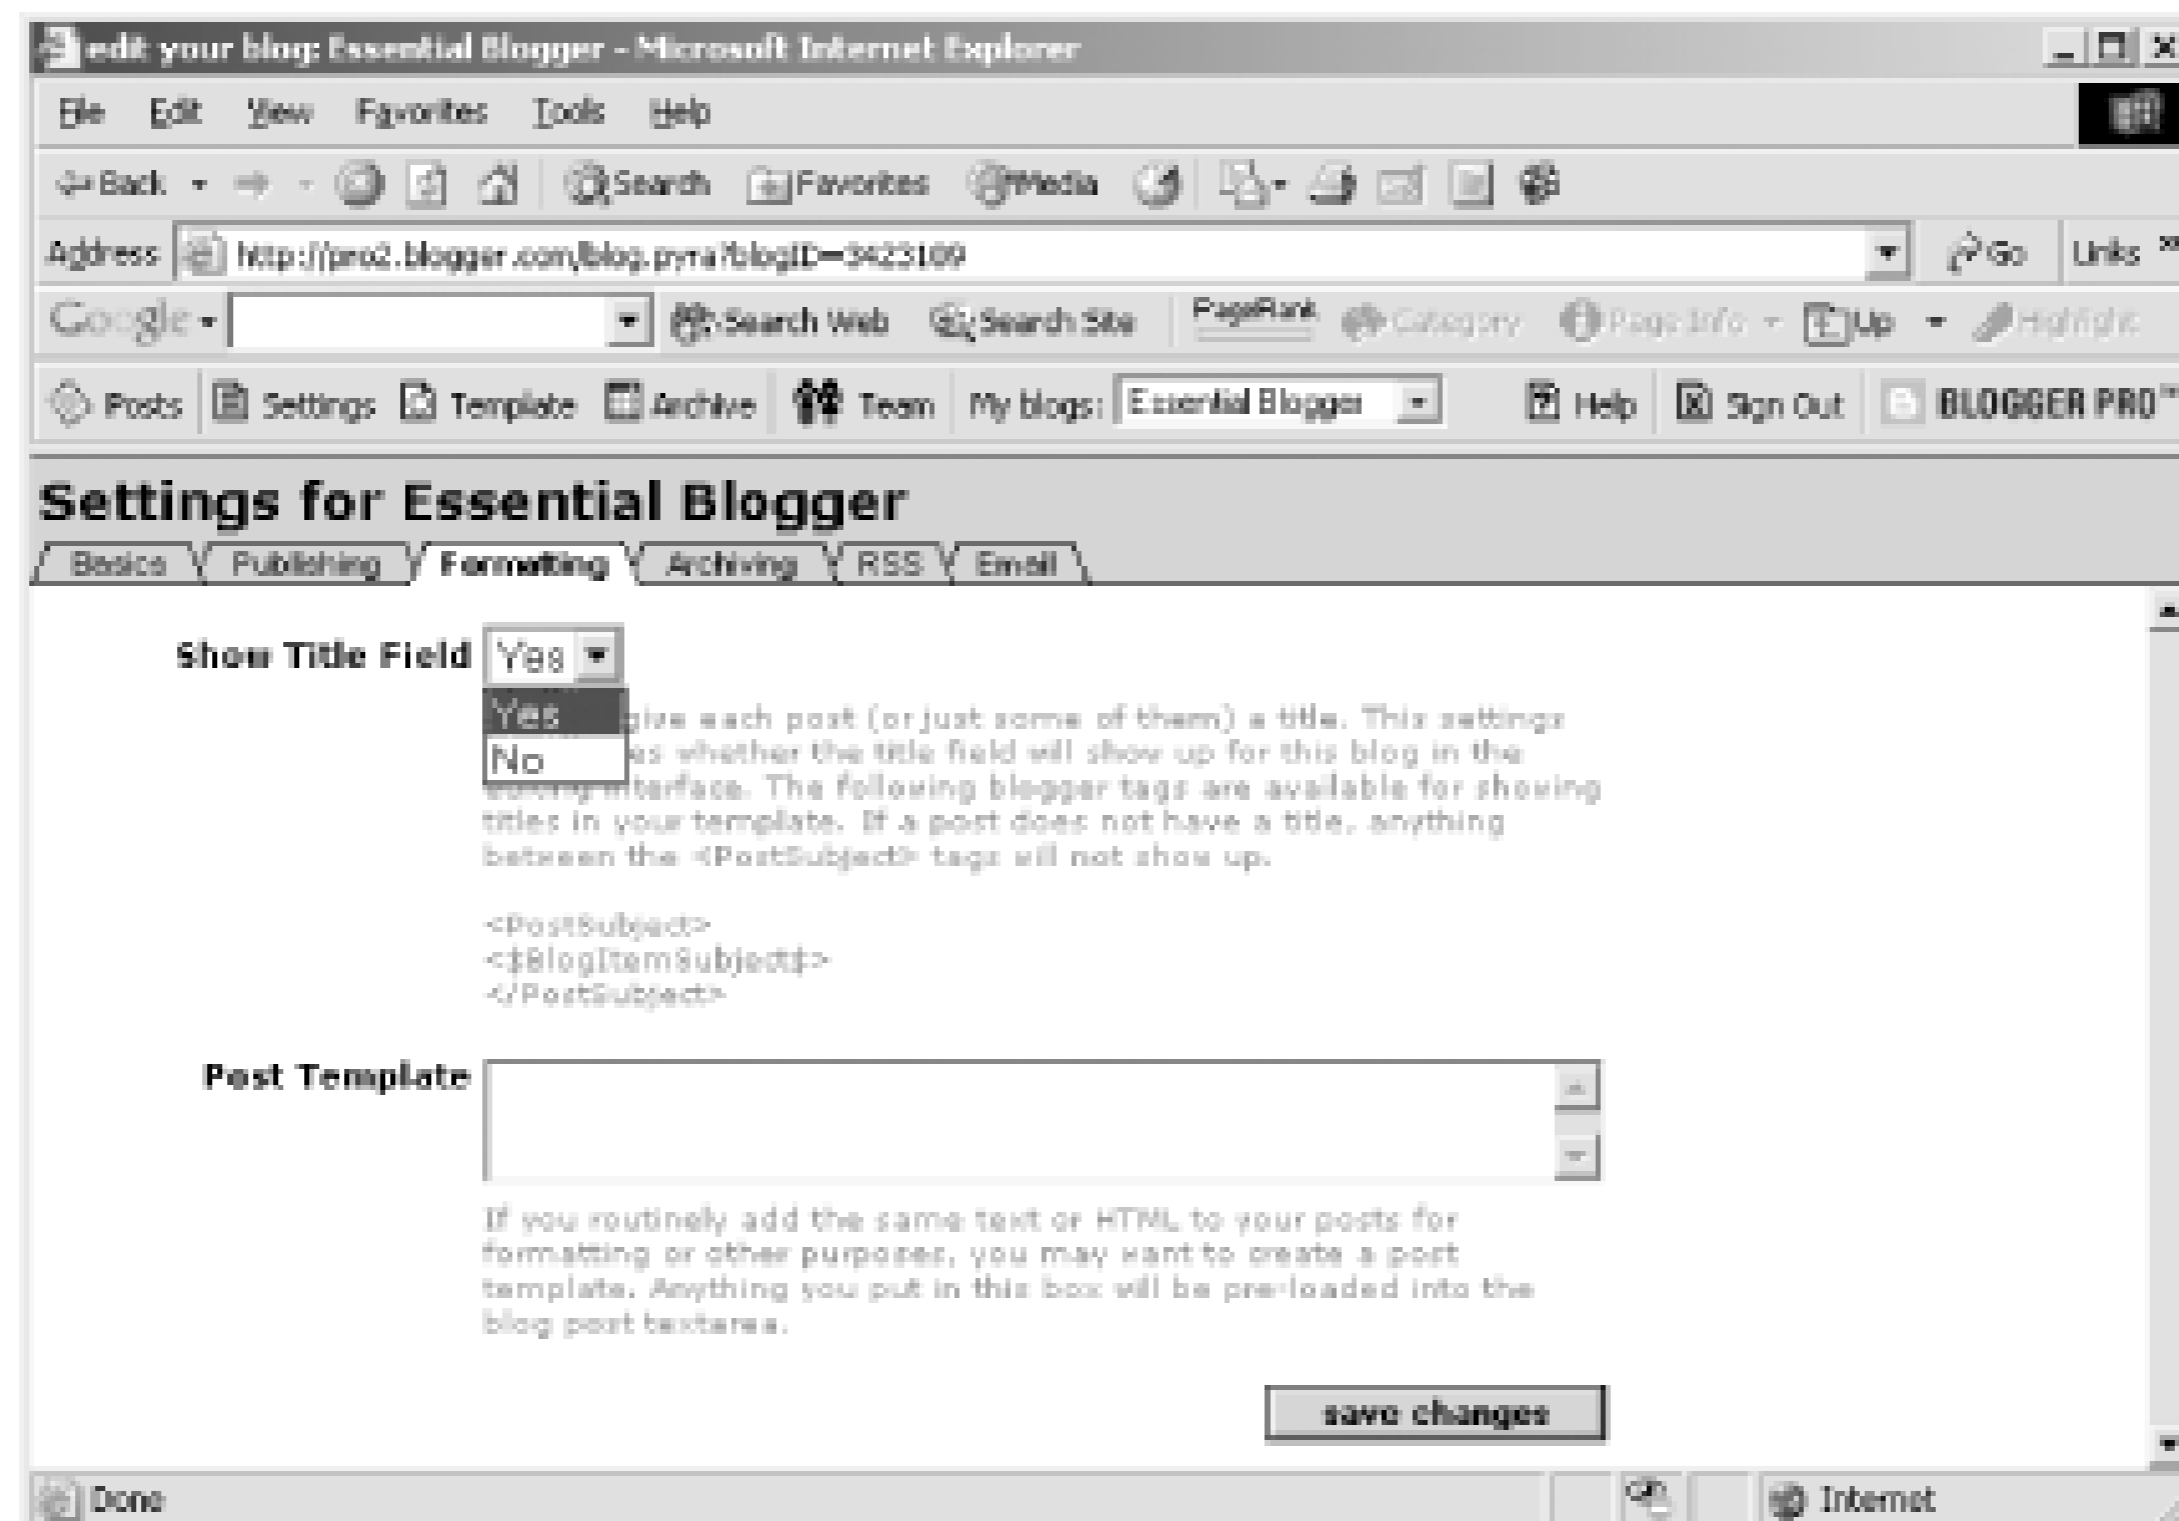 edit your blog: Essential Blogger - Microsoft Internet Explorer
File Edit View Favorites Tools Help
Back Search Favorites Media
Address http://pro2.blogger.com/blog.pyra?blogID=3423109 Go Links
Google Search Web Search Site PageRank Category Page Info Up Highlight
Posts Settings Template Archive Team My blogs: Essential Blogger Help Sign Out BLOGGER PRO™
Settings for Essential Blogger
Basics Publishing Formatting Archiving RSS Email
Show Title Field Yes
Yes give each post (or just some of them) a title. This settings
No es whether the title field will show up for this blog in the
editing interface. The following blogger tags are available for showing
titles in your template. If a post does not have a title, anything
between the <PostSubject> tags will not show up.
<PostSubject>
<$BlogItemSubject$>
</PostSubject>
Post Template
If you routinely add the same text or HTML to your posts for
formatting or other purposes, you may want to create a post
template. Anything you put in this box will be pre-loaded into the
blog post textarea.
save changes
Done Internet